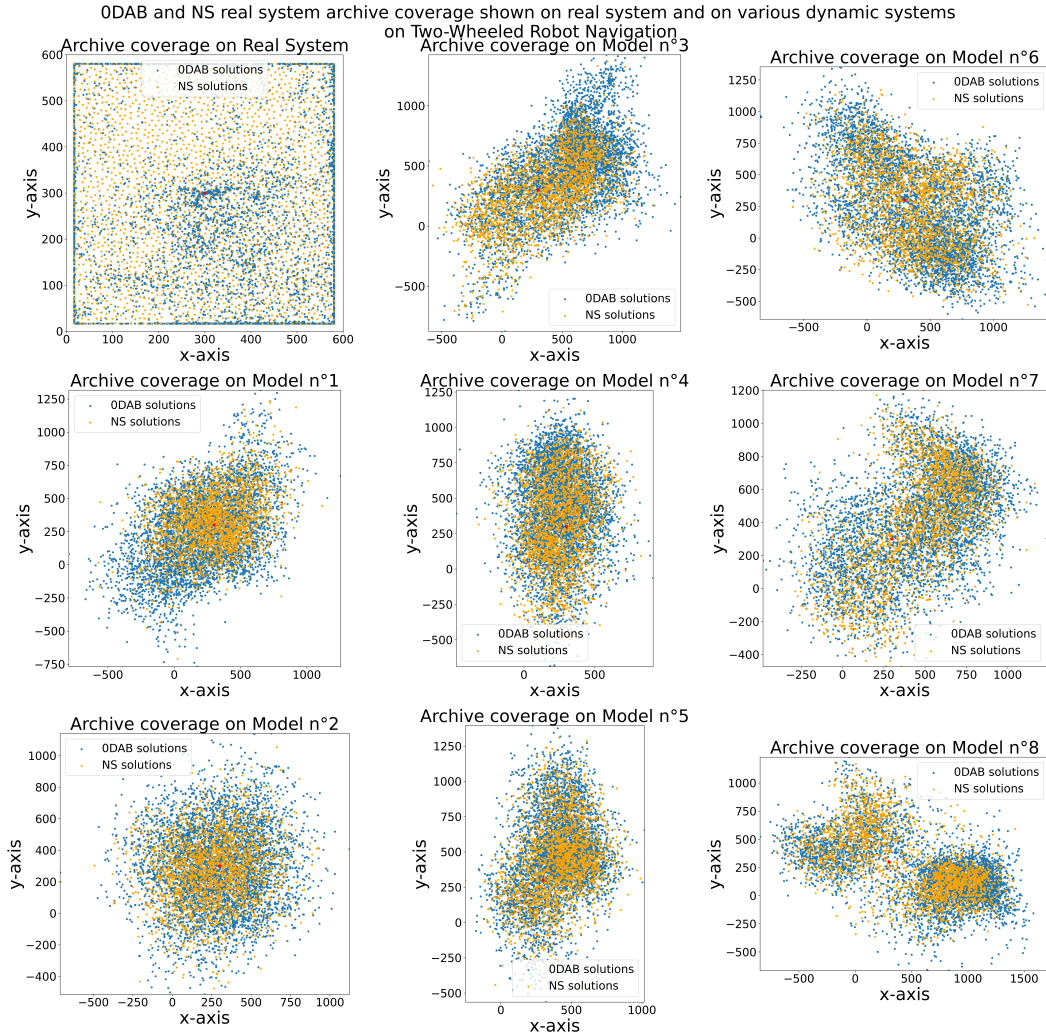 0DAB and NS real system archive coverage shown on real system and on various dynamic systems
on Two-Wheeled Robot Navigation
Archive coverage on Real System
0DAB solutions
NS solutions
y-axis
600
500
400
300
200
100
0
0 100 200 300 400 500 600
x-axis
Archive coverage on Model n°3
y-axis
1000
500
0
−500
−500 0 500 1000
0DAB solutions
NS solutions
x-axis
Archive coverage on Model n°6
0DAB solutions
NS solutions
y-axis
1250
1000
750
500
250
0
−250
−500
−500 0 500 1000
x-axis
Archive coverage on Model n°1
0DAB solutions
NS solutions
y-axis
1250
1000
750
500
250
0
−250
−500
−750
−500 0 500 1000
x-axis
Archive coverage on Model n°4
y-axis
1250
1000
750
500
250
0
−250
−500
0DAB solutions
NS solutions
0 500
x-axis
Archive coverage on Model n°7
y-axis
1200
1000
800
600
400
200
0
−200
−400
0DAB solutions
NS solutions
−250 0 250 500 750 1000
x-axis
Archive coverage on Model n°2
0DAB solutions
NS solutions
y-axis
1000
800
600
400
200
0
−200
−400
−500 −250 0 250 500 750 1000
x-axis
Archive coverage on Model n°5
y-axis
1250
1000
750
500
250
0
−250
−500
0DAB solutions
NS solutions
−250 0 250 500 750 1000
x-axis
Archive coverage on Model n°8
0DAB solutions
NS solutions
y-axis
1000
750
500
250
0
−250
−500
−500 0 500 1000 1500
x-axis